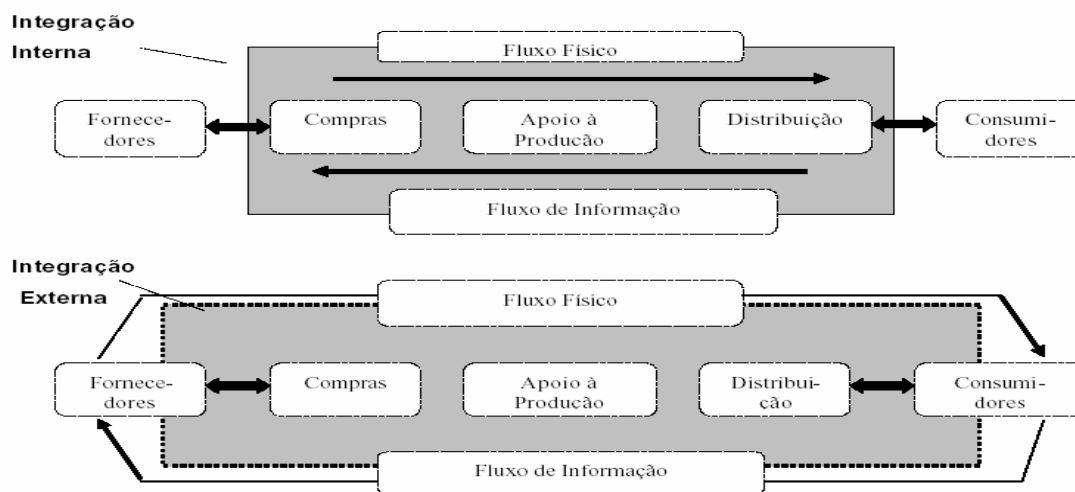 Integração
Interna
Fluxo Físico
Fornece-
dores
Compras
Apoio à
Producão
Distribuição
Consumi-
dores
Fluxo de Informação
Integração
Externa
Fluxo Físico
Fornece-
dores
Compras
Apoio à
Produção
Distribui-
ção
Consumi-
dores
Fluxo de Informação